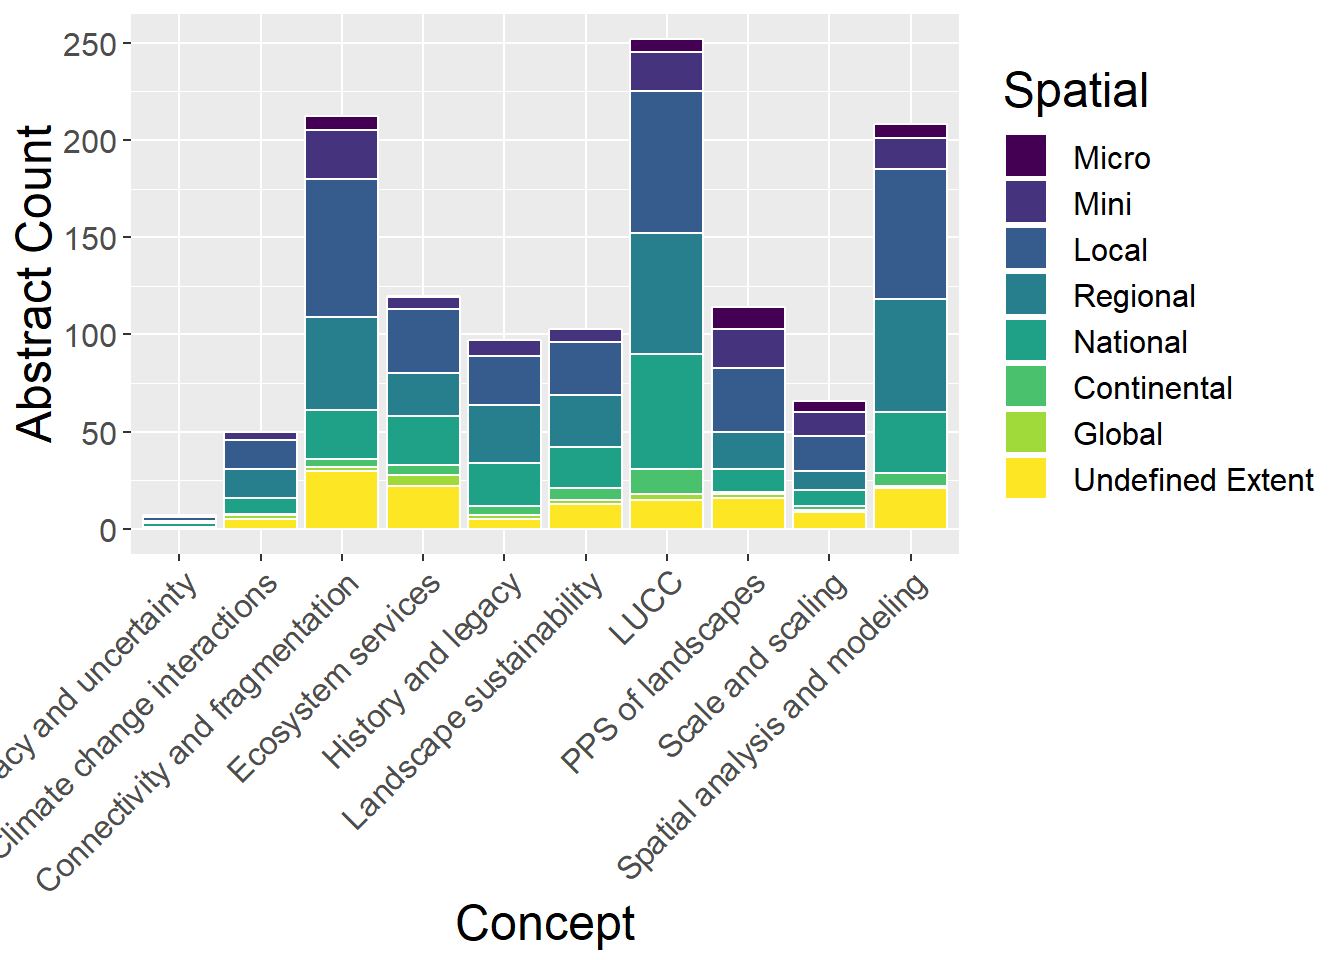 Abstract Count
250
200
150
100
50
0
and uncertainty
Climate change interactions
Connectivity and fragmentation
Ecosystem services
History and legacy
Landscape sustainability
LUCC
PPS of landscapes
Scale and scaling
Spatial analysis and modeling
Concept
Spatial
Micro
Mini
Local
Regional
National
Continental
Global
Undefined Extent